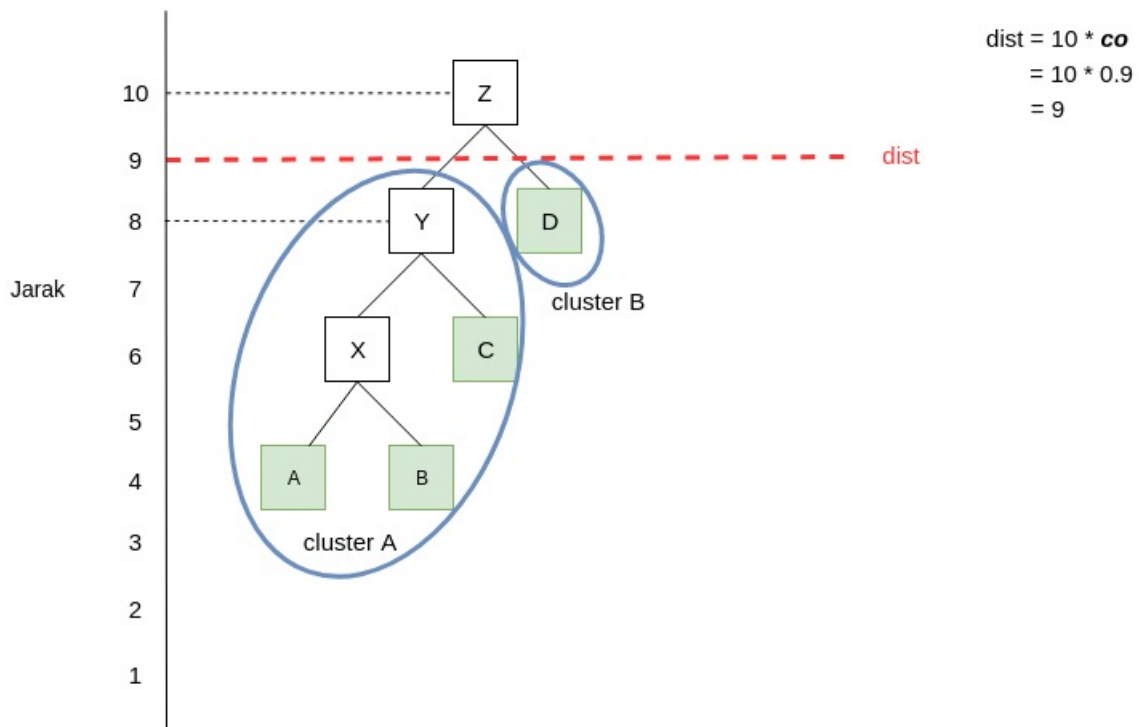 dist = 10 * co
= 10 * 0.9
= 9
10
Z
9
dist
8
Y
D
Jarak
7
cluster B
6
X
C
5
4
A
B
3
cluster A
2
1